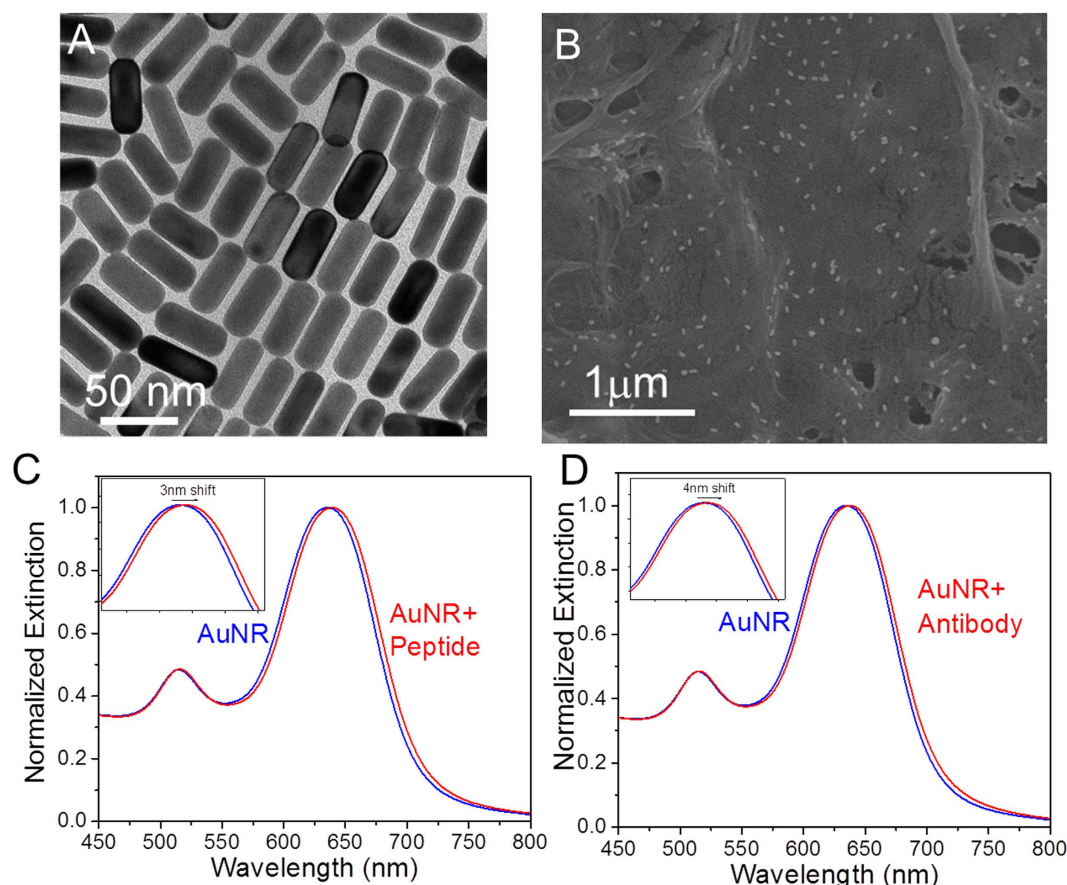 A
50 nm
B
1μm
C
3nm shift
AuNR
AuNR+
Peptide
Normalized Extinction
1.0
0.8
0.6
0.4
0.2
0.0
450 500 550 600 650 700 750 800
Wavelength (nm)
D
4nm shift
AuNR
AuNR+
Antibody
Normalized Extinction
1.0
0.8
0.6
0.4
0.2
0.0
450 500 550 600 650 700 750 800
Wavelength (nm)